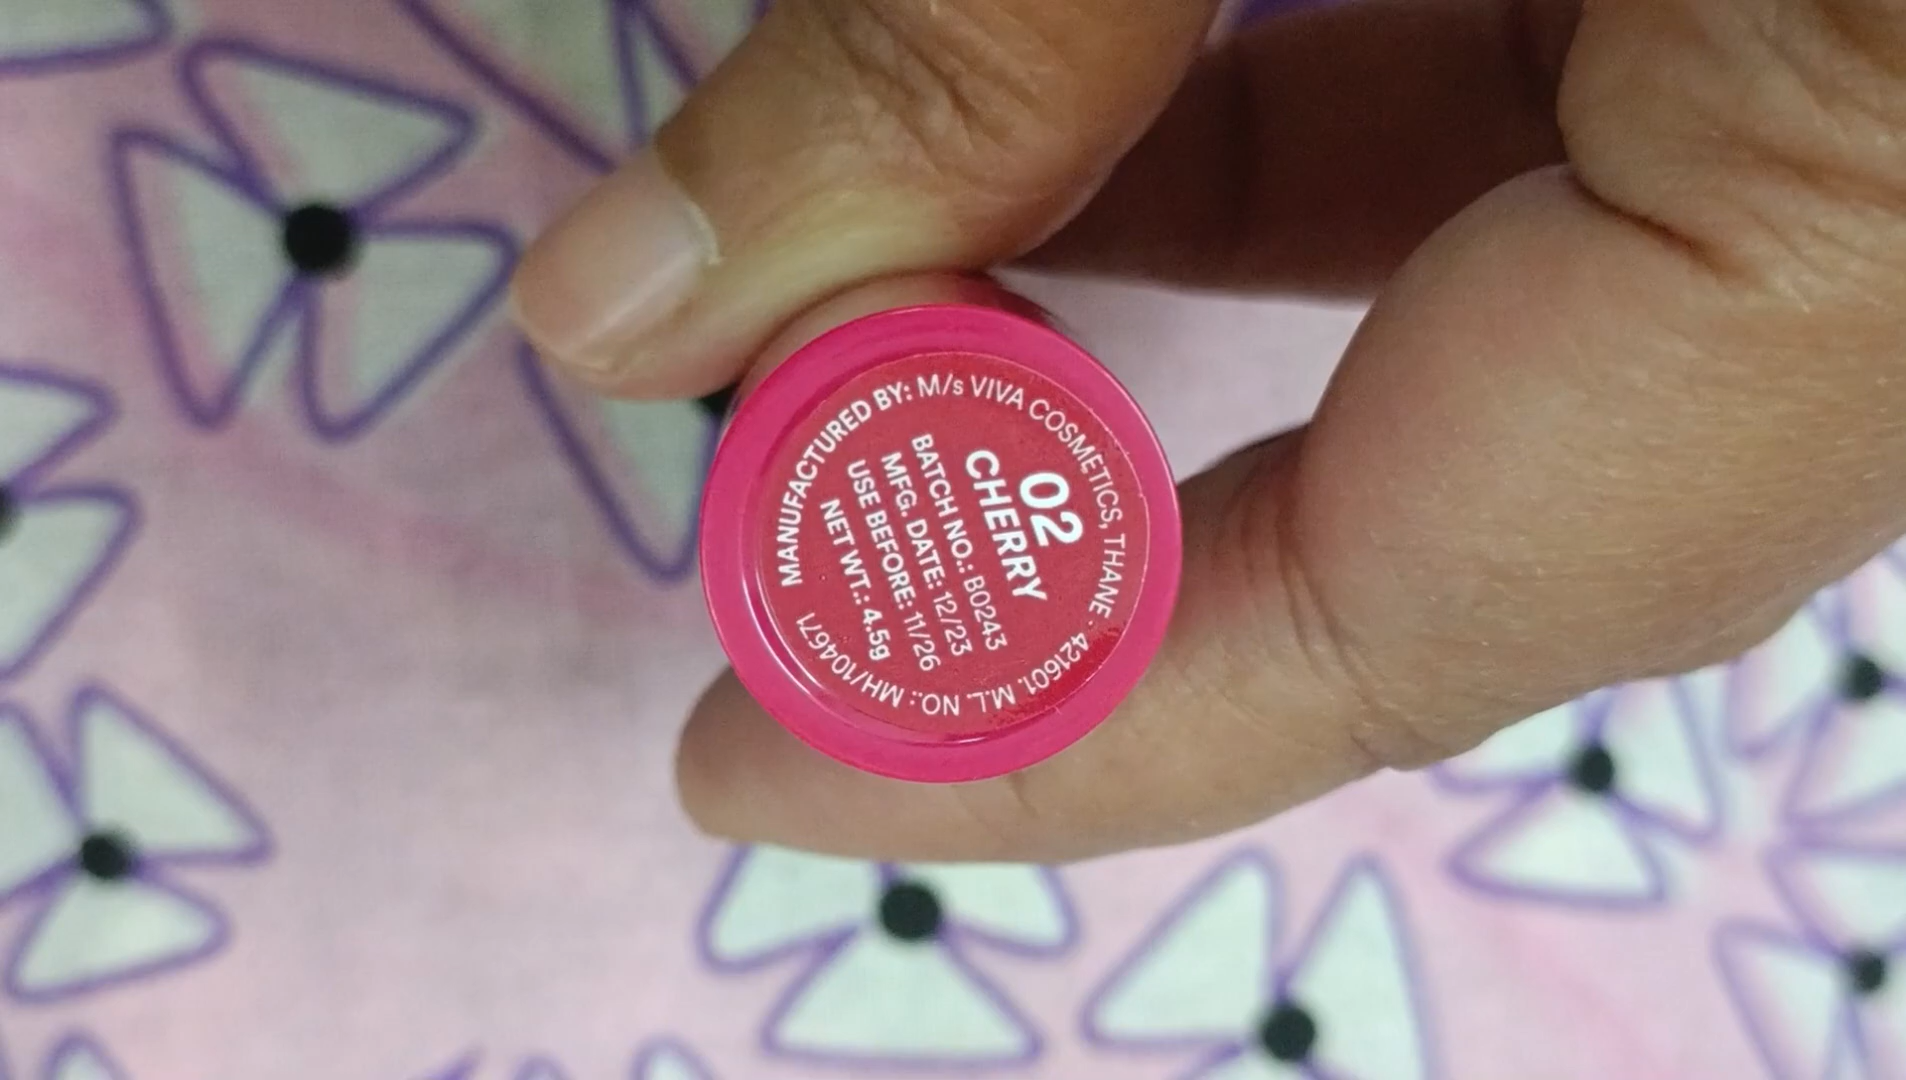 02
CHERRY
BATCH NO.: B0243
MFG. DATE: 12/23
USE BEFORE: 11/26
NET WT.: 4.5g
MANUFACTURED BY: M/s VIVA COSMETICS, THANE - 421601. M.L. NO.: MH/104671